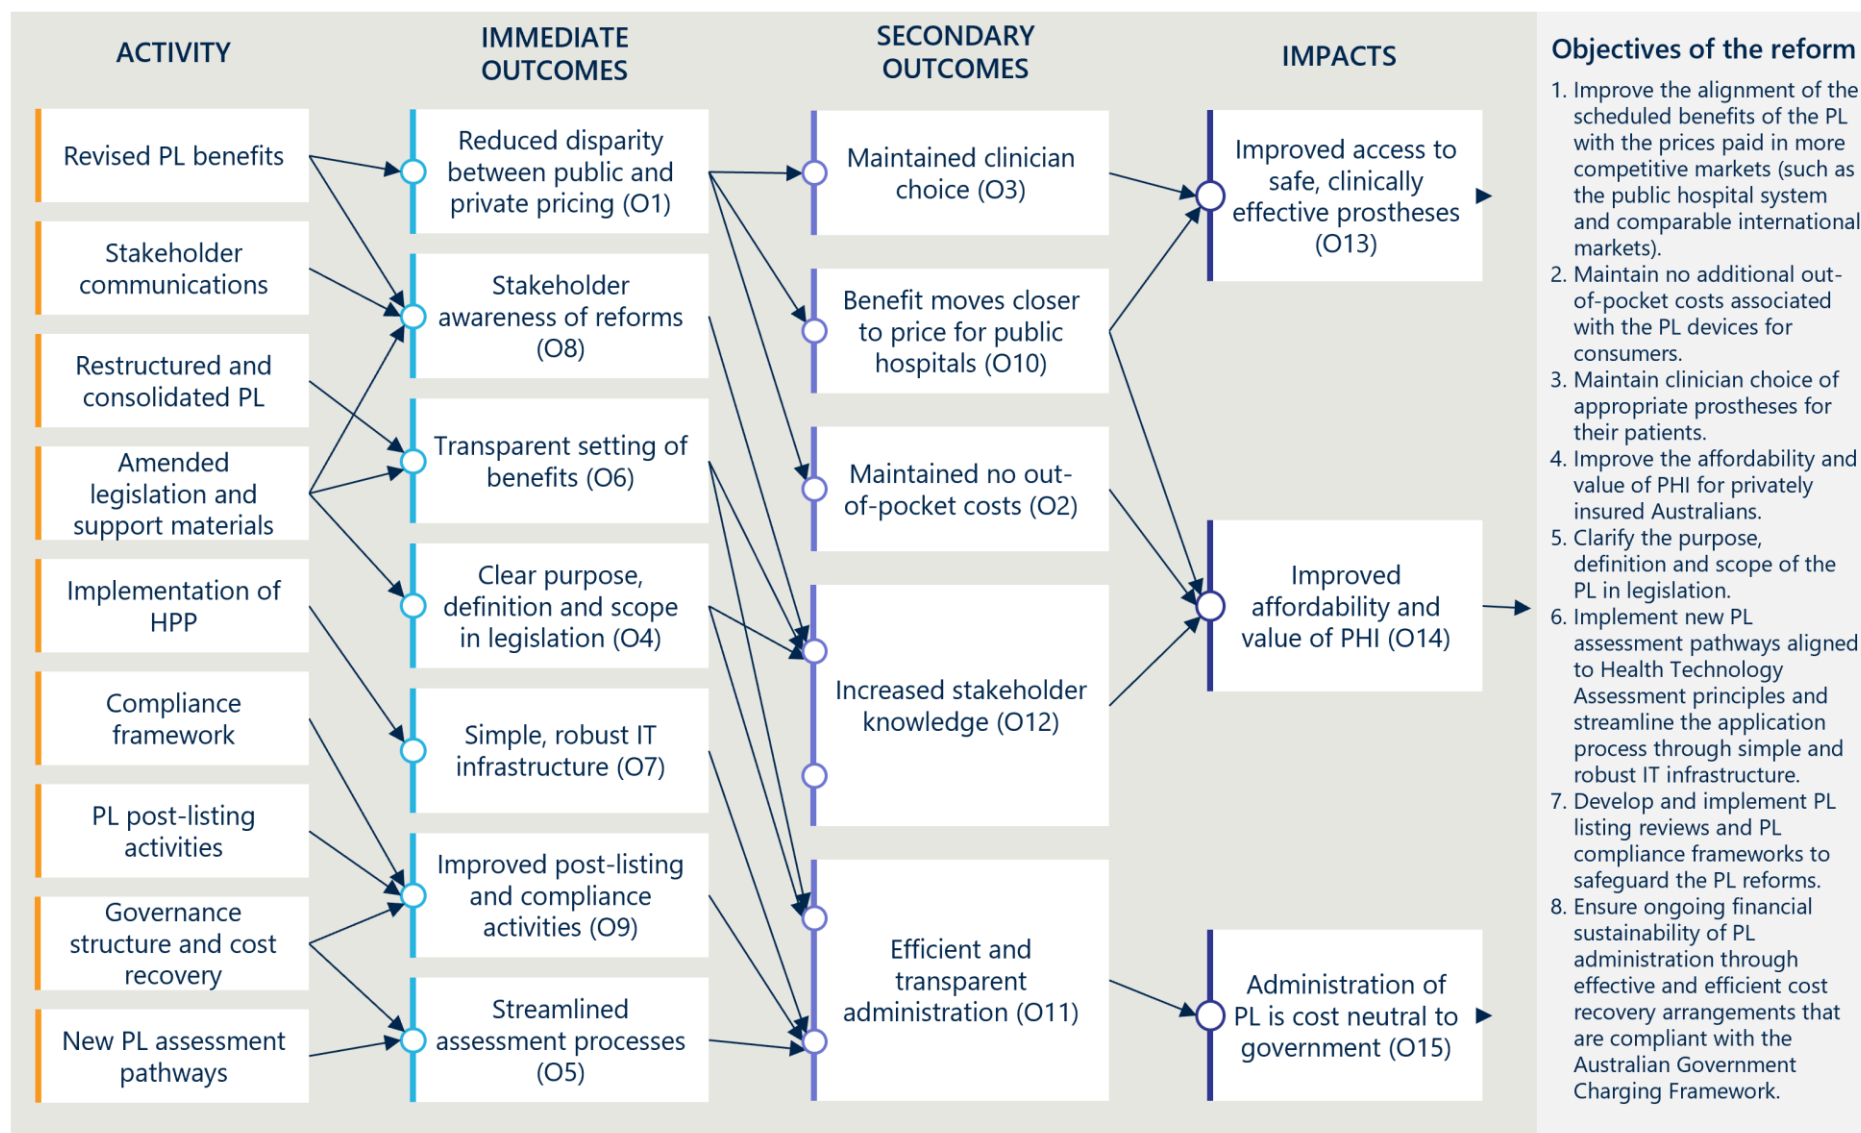 ACTIVITY
Revised PL benefits
Stakeholder
communications
Restructured and
consolidated PL
Amended
legislation and
support materials
Implementation of
HPP
Compliance
framework
PL post-listing
activities
Governance
structure and cost
recovery
New PL assessment
pathways
IMMEDIATE
OUTCOMES
Reduced disparity
between public and
private pricing (O1)
Stakeholder
awareness of reforms
(O8)
Transparent setting of
benefits (O6)
Clear purpose,
definition and scope
in legislation (O4)
Simple, robust IT
infrastructure (O7)
Improved post-listing
and compliance
activities (O9)
Streamlined
assessment processes
(O5)
SECONDARY
OUTCOMES
Maintained clinician
choice (O3)
Benefit moves closer
to price for public
hospitals (O10)
Maintained no out-
of-pocket costs (O2)
Increased stakeholder
knowledge (O12)
Efficient and
transparent
administration (O11)
IMPACTS
Improved access to
safe, clinically
effective prostheses
(O13)
Improved
affordability and
value of PHI (O14)
Administration of
PL is cost neutral to
government (O15)
Objectives of the reform
1. Improve the alignment of the
scheduled benefits of the PL
with the prices paid in more
competitive markets (such as
the public hospital system
and comparable international
markets).
2. Maintain no additional out-
of-pocket costs associated
with the PL devices for
consumers.
3. Maintain clinician choice of
appropriate prostheses for
their patients.
4. Improve the affordability and
value of PHI for privately
insured Australians.
5. Clarify the purpose,
definition and scope of the
PL in legislation.
6. Implement new PL
assessment pathways aligned
to Health Technology
Assessment principles and
streamline the application
process through simple and
robust IT infrastructure.
7. Develop and implement PL
listing reviews and PL
compliance frameworks to
safeguard the PL reforms.
8. Ensure ongoing financial
sustainability of PL
administration through
effective and efficient cost
recovery arrangements that
are compliant with the
Australian Government
Charging Framework.